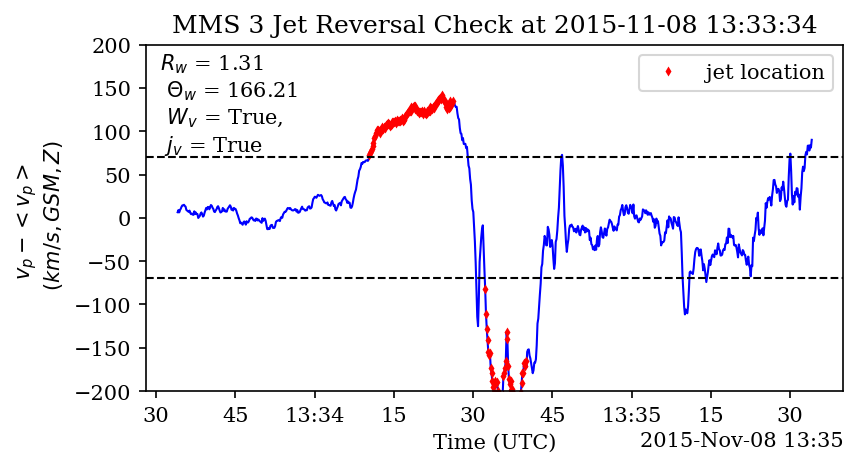 MMS 3 Jet Reversal Check at 2015-11-08 13:33:34
R_w = 1.31
Θ_w = 166.21
W_v = True,
j_v = True
jet location
v_p − < v_p >
(km/s, GSM, Z)
200
150
100
50
0
−50
−100
−150
−200
30 45 13:34 15 30 45 13:35 15 30
Time (UTC)
2015-Nov-08 13:35